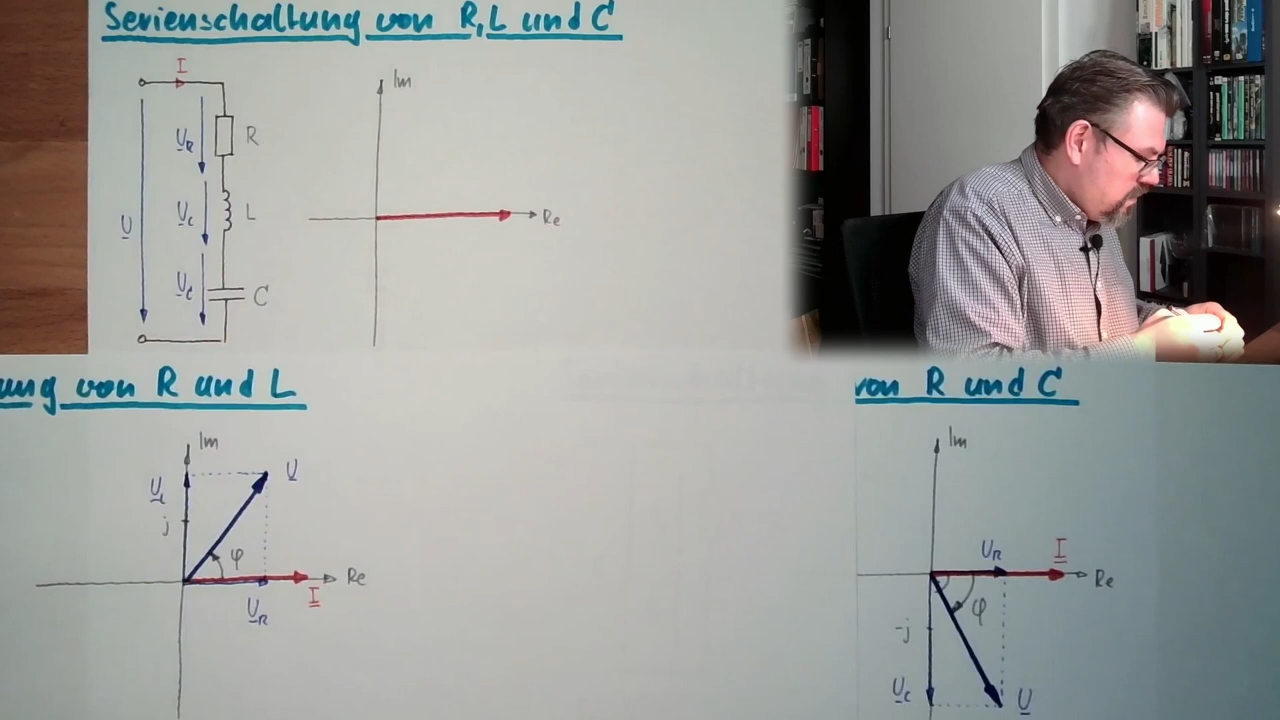 Serienschaltung von R, L und C
I
Im
U_R
R
U_L
L
U
Re
U_C
C
ung von R und L
von R und C
Im
U
U_L
j
φ
Re
I
U_R
Im
U_R
I
Re
φ
-j
U_C
U